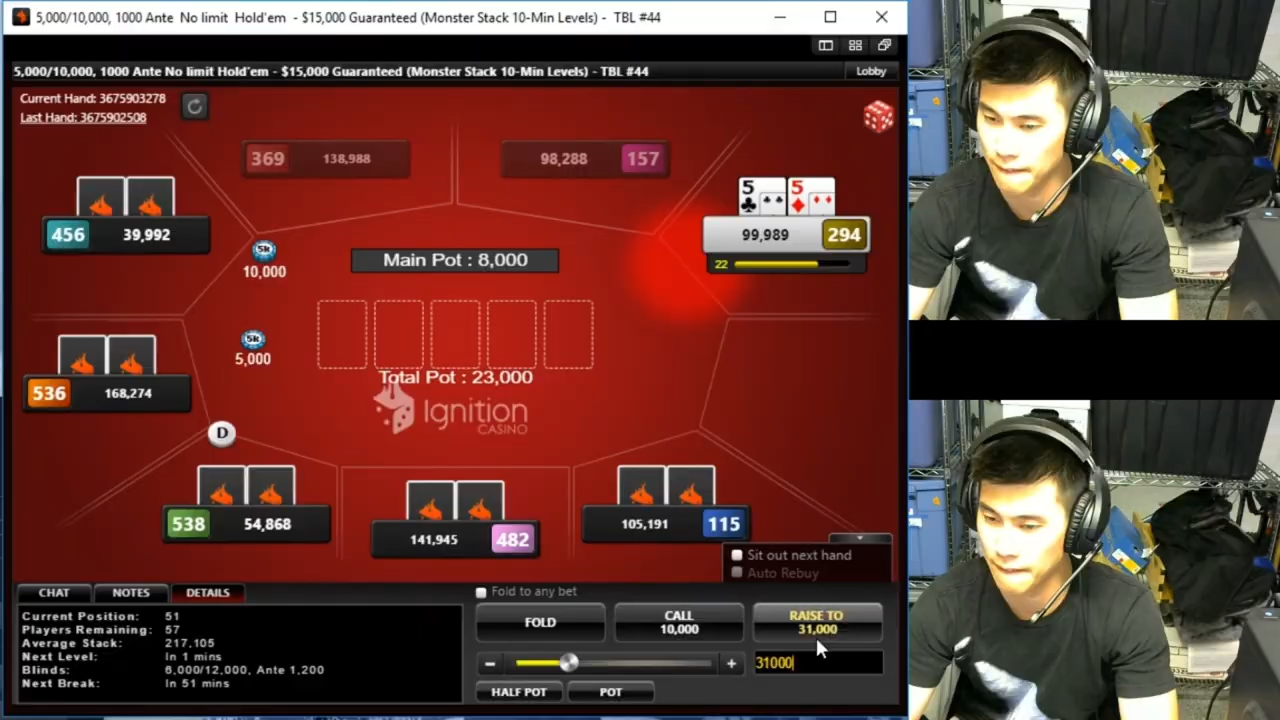 5,000/10,000, 1000 Ante No limit Hold'em - $15,000 Guaranteed (Monster Stack 10-Min Levels) - TBL #44
5,000/10,000, 1000 Ante No limit Hold'em - $15,000 Guaranteed (Monster Stack 10-Min Levels) - TBL #44
Lobby
Current Hand: 3675903278
Last Hand: 3675902508
369 138,988
98,288 157
5 5
456 39,992
99,989 294
22
5k
10,000
Main Pot : 8,000
5k
5,000
Total Pot : 23,000
Ignition
CASINO
536 168,274
D
538 54,868
141,945 482
105,191 115
Sit out next hand
Auto Rebuy
CHAT NOTES DETAILS
Fold to any bet
Current Position: 51
Players Remaining: 57
Average Stack: 217,105
Next Level: In 1 mins
Blinds: 6,000/12,000, Ante 1,200
Next Break: In 51 mins
FOLD
CALL
10,000
RAISE TO
31,000
- + 31000
HALF POT POT